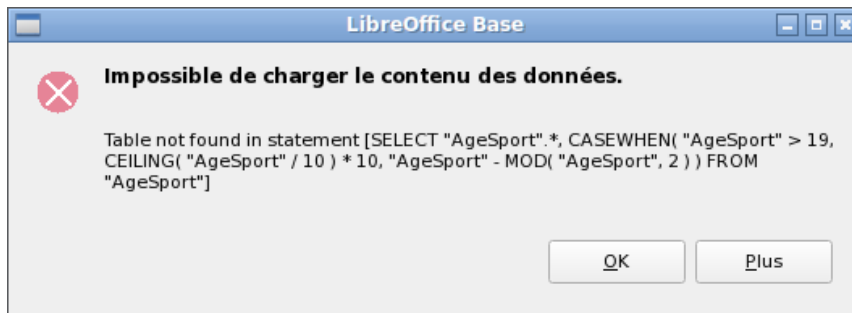 LibreOffice Base
Impossible de charger le contenu des données.
Table not found in statement [SELECT "AgeSport".*, CASEWHEN( "AgeSport" > 19,
CEILING( "AgeSport" / 10 ) * 10, "AgeSport" - MOD( "AgeSport", 2 ) ) FROM
"AgeSport"]
OK
Plus